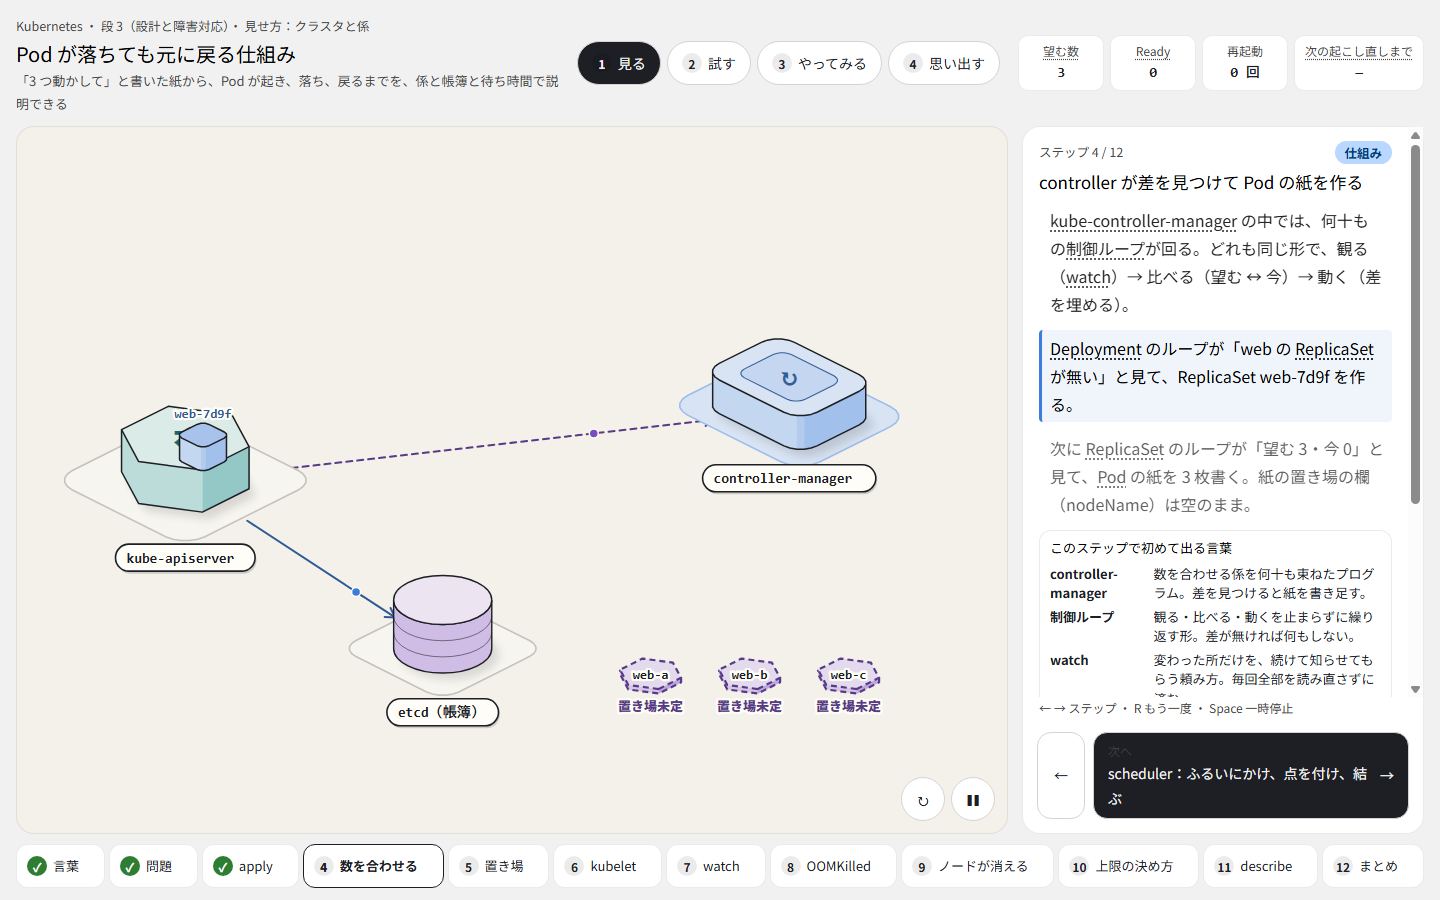 Kubernetes ・ 段 3（設計と障害対応）・ 見せ方：クラスタと係
Pod が落ちても元に戻る仕組み
「3 つ動かして」と書いた紙から、Pod が起き、落ち、戻るまでを、係と帳簿と待ち時間で説
明できる
1 見る
2 試す
3 やってみる
4 思い出す
望む数
3
Ready
0
再起動
0 回
次の起こし直しまで
–
web-7d9f
kube-apiserver
controller-manager
etcd（帳簿）
web-a
置き場未定
web-b
置き場未定
web-c
置き場未定
ステップ 4 / 12
仕組み
controller が差を見つけて Pod の紙を作る
kube-controller-manager の中では、何十も
の制御ループが回る。どれも同じ形で、観る
（watch）→ 比べる（望む ↔ 今）→ 動く（差
を埋める）。
Deployment のループが「web の ReplicaSet
が無い」と見て、ReplicaSet web-7d9f を作
る。
次に ReplicaSet のループが「望む 3・今 0」と
見て、Pod の紙を 3 枚書く。紙の置き場の欄
（nodeName）は空のまま。
このステップで初めて出る言葉
controller-
manager
数を合わせる係を何十も束ねたプログ
ラム。差を見つけると紙を書き足す。
制御ループ
観る・比べる・動くを止まらずに繰り
返す形。差が無ければ何もしない。
watch
変わった所だけを、続けて知らせても
らう頼み方。毎回全部を読み直さずに
← → ステップ ・ R もう一度 ・ Space 一時停止
←
次へ
scheduler：ふるいにかけ、点を付け、結
ぶ
→
✓ 言葉
✓ 問題
✓ apply
4 数を合わせる
5 置き場
6 kubelet
7 watch
8 OOMKilled
9 ノードが消える
10 上限の決め方
11 describe
12 まとめ